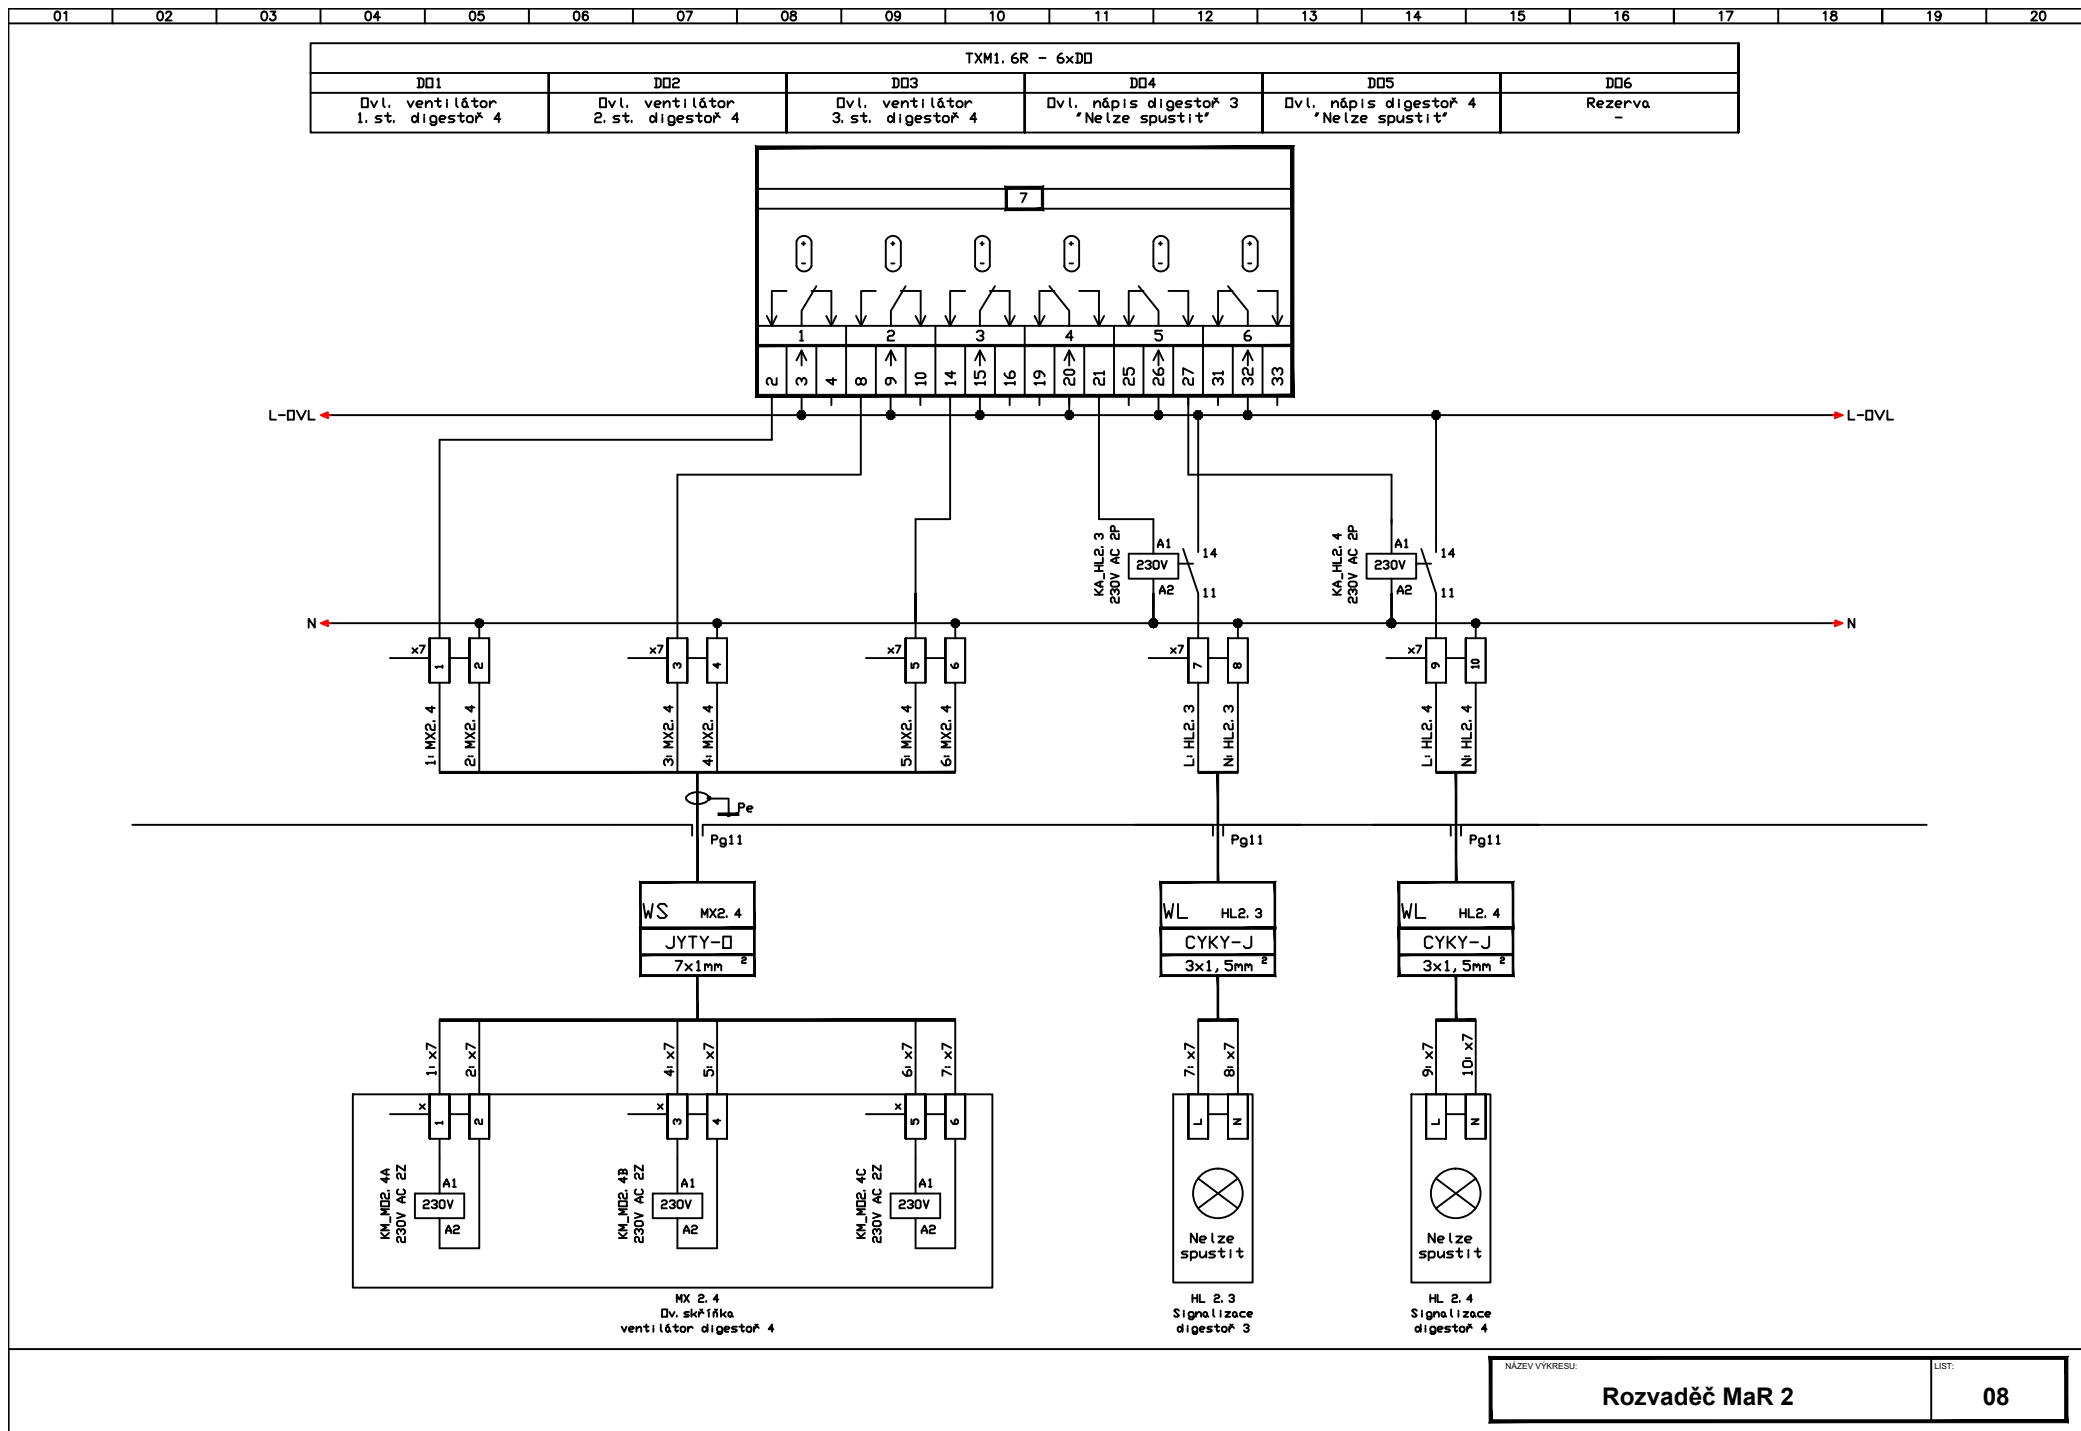 01 02 03 04 05 06 07 08 09 10 11 12 13 14 15 16 17 18 19 20
TXM1.6R - 6xDO
DO1 DO2 DO3 DO4 DO5 DO6
Ovl. ventilátor Ovl. ventilátor Ovl. ventilátor Ovl. nápis digestoř 3 Ovl. nápis digestoř 4 Rezerva
1. st. digestoř 4 2. st. digestoř 4 3. st. digestoř 4 "Nelze spustit" "Nelze spustit" -
7
+ + + + + +
- - - - - -
1 2 3 4 5 6
2 3 4 8 9 10 14 15 16 19 20 21 25 26 27 31 32 33
L-OVL L-OVL
KA_HL2.3
230V AC 2P
A1 14
230V
A2 11
KA_HL2.4
230V AC 2P
A1 14
230V
A2 11
N N
x7 1 2 x7 3 4 x7 5 6 x7 7 8 x7 9 10
1: MX2.4 2: MX2.4 3: MX2.4 4: MX2.4 5: MX2.4 6: MX2.4 L: HL2.3 N: HL2.3 L: HL2.4 N: HL2.4
Pe
Pg11 Pg11 Pg11
WS MX2.4 WL HL2.3 WL HL2.4
JYTY-O CYKY-J CYKY-J
7x1mm² 3x1,5mm² 3x1,5mm²
1: x7 2: x7 4: x7 5: x7 6: x7 7: x7 7: x7 8: x7 9: x7 10: x7
x 1 2 x 3 4 x 5 6 L N L N
KM_MO2.4A
230V AC 2Z
A1
230V
A2
KM_MO2.4B
230V AC 2Z
A1
230V
A2
KM_MO2.4C
230V AC 2Z
A1
230V
A2
Nelze
spustit
Nelze
spustit
MX 2.4
Ov. skříňka
ventilátor digestoř 4
HL 2.3
Signalizace
digestoř 3
HL 2.4
Signalizace
digestoř 4
NÁZEV VÝKRESU: LIST:
Rozvaděč MaR 2 08